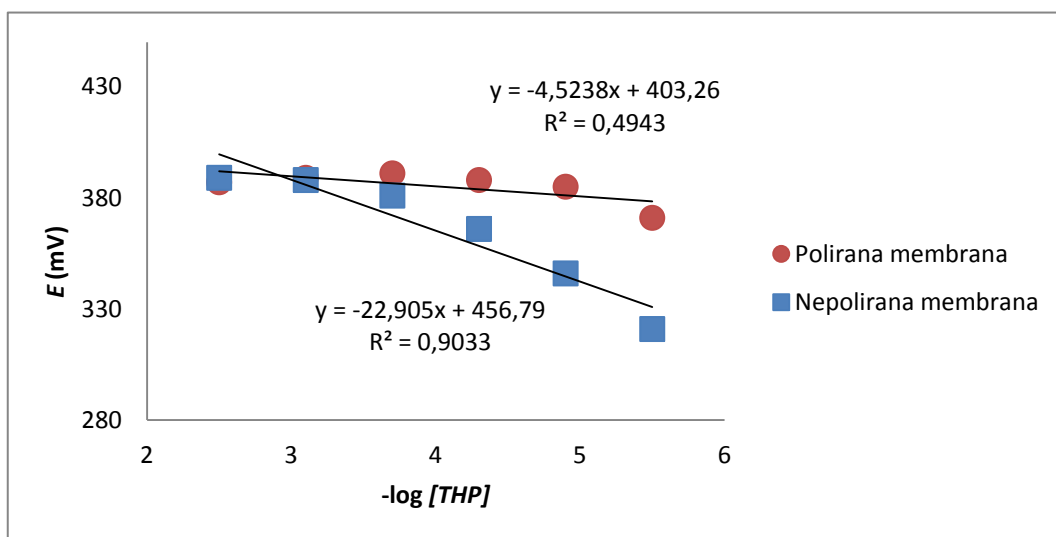 430
y = -4,5238x + 403,26
R² = 0,4943
380
E (mV)
Polirana membrana
Nepolirana membrana
330
y = -22,905x + 456,79
R² = 0,9033
280
2 3 4 5 6
-log [THP]